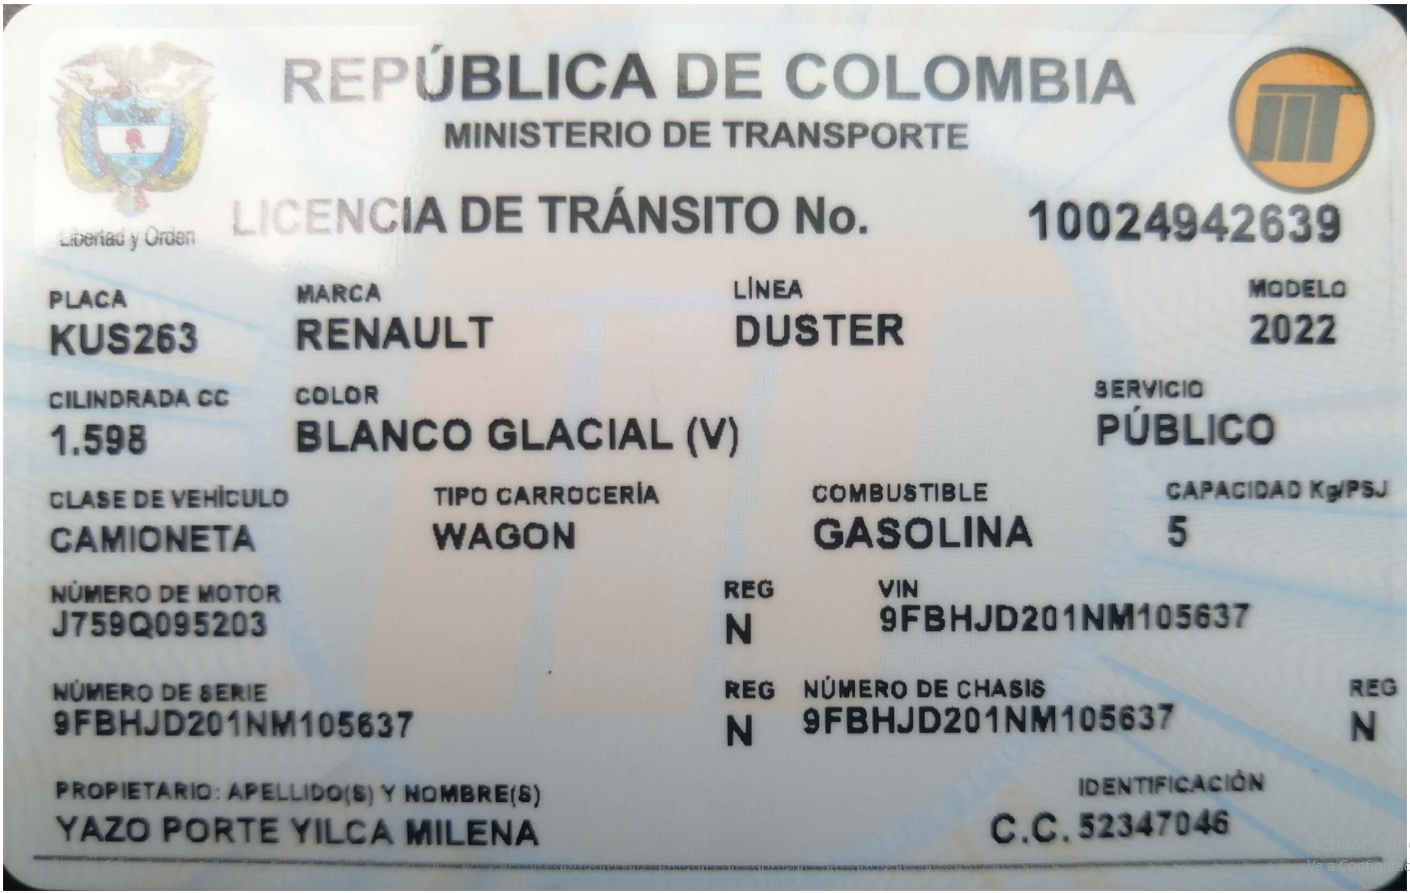 REPÚBLICA DE COLOMBIA
MINISTERIO DE TRANSPORTE
Libertad y Orden
LICENCIA DE TRÁNSITO No. 10024942639
PLACA MARCA LÍNEA MODELO
KUS263 RENAULT DUSTER 2022
CILINDRADA CC COLOR SERVICIO
1.598 BLANCO GLACIAL (V) PÚBLICO
CLASE DE VEHÍCULO TIPO CARROCERÍA COMBUSTIBLE CAPACIDAD Kg/PSJ
CAMIONETA WAGON GASOLINA 5
NÚMERO DE MOTOR REG VIN
J759Q095203 N 9FBHJD201NM105637
NÚMERO DE SERIE REG NÚMERO DE CHASIS REG
9FBHJD201NM105637 N 9FBHJD201NM105637 N
PROPIETARIO: APELLIDO(S) Y NOMBRE(S) IDENTIFICACIÓN
YAZO PORTE YILCA MILENA C.C. 52347046